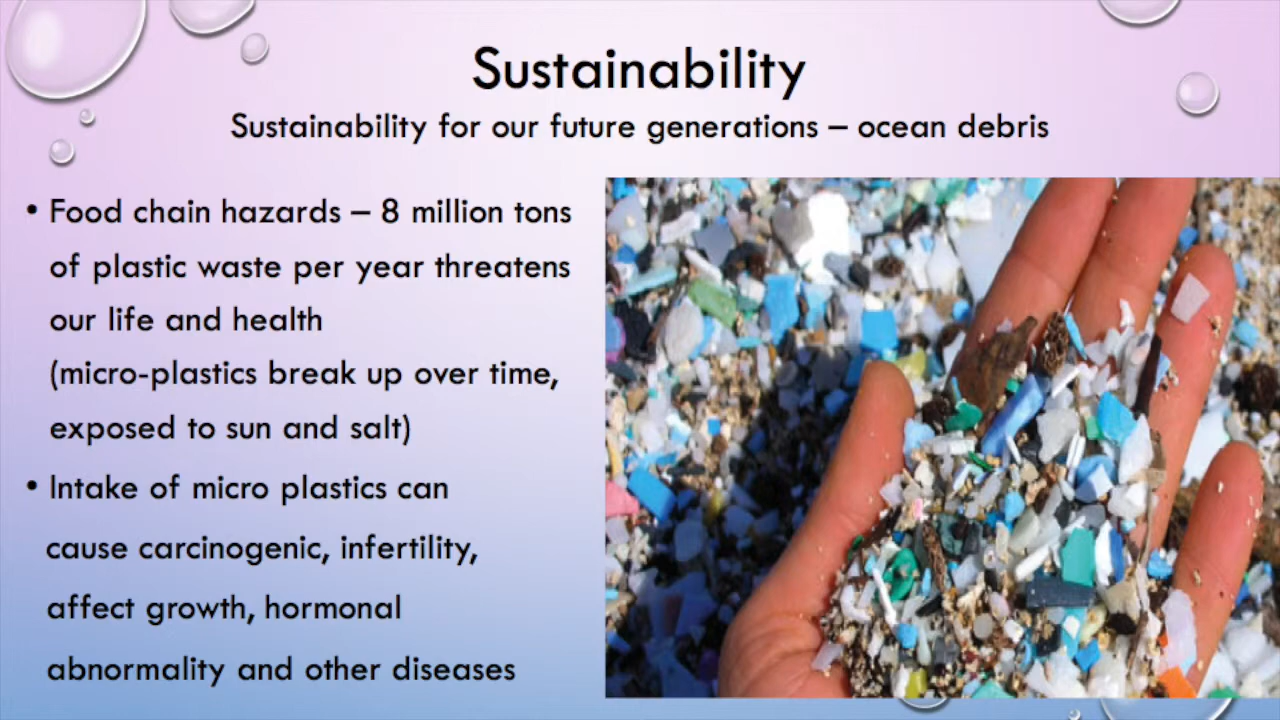 Sustainability
Sustainability for our future generations – ocean debris
• Food chain hazards – 8 million tons
of plastic waste per year threatens
our life and health
(micro-plastics break up over time,
exposed to sun and salt)
• Intake of micro plastics can
cause carcinogenic, infertility,
affect growth, hormonal
abnormality and other diseases